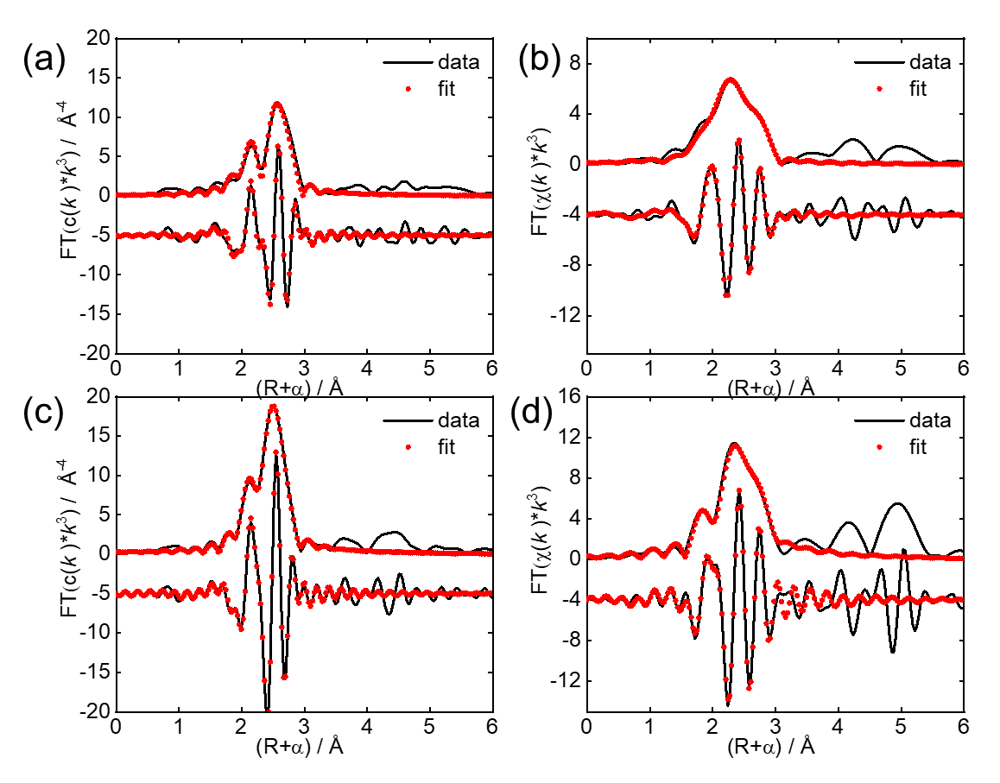 (a)
20
15
10
5
0
-5
-10
-15
-20
0 1 2 3 4 5 6
FT(c(k)*k³) / Å⁻⁴
(R+α) / Å
data
fit
(b)
8
4
0
-4
-8
-12
0 1 2 3 4 5 6
FT(χ(k)*k³)
(R+α) / Å
data
fit
(c)
20
15
10
5
0
-5
-10
-15
-20
0 1 2 3 4 5 6
FT(c(k)*k³) / Å⁻⁴
(R+α) / Å
data
fit
(d)
16
12
8
4
0
-4
-8
-12
0 1 2 3 4 5 6
FT(χ(k)*k³)
(R+α) / Å
data
fit